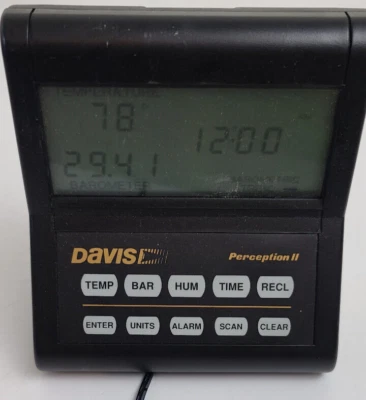 TEMPERATURE
78°
12:00
29.41
BAROMETER
DAVIS
Perception II
TEMP BAR HUM TIME RECL
ENTER UNITS ALARM SCAN CLEAR